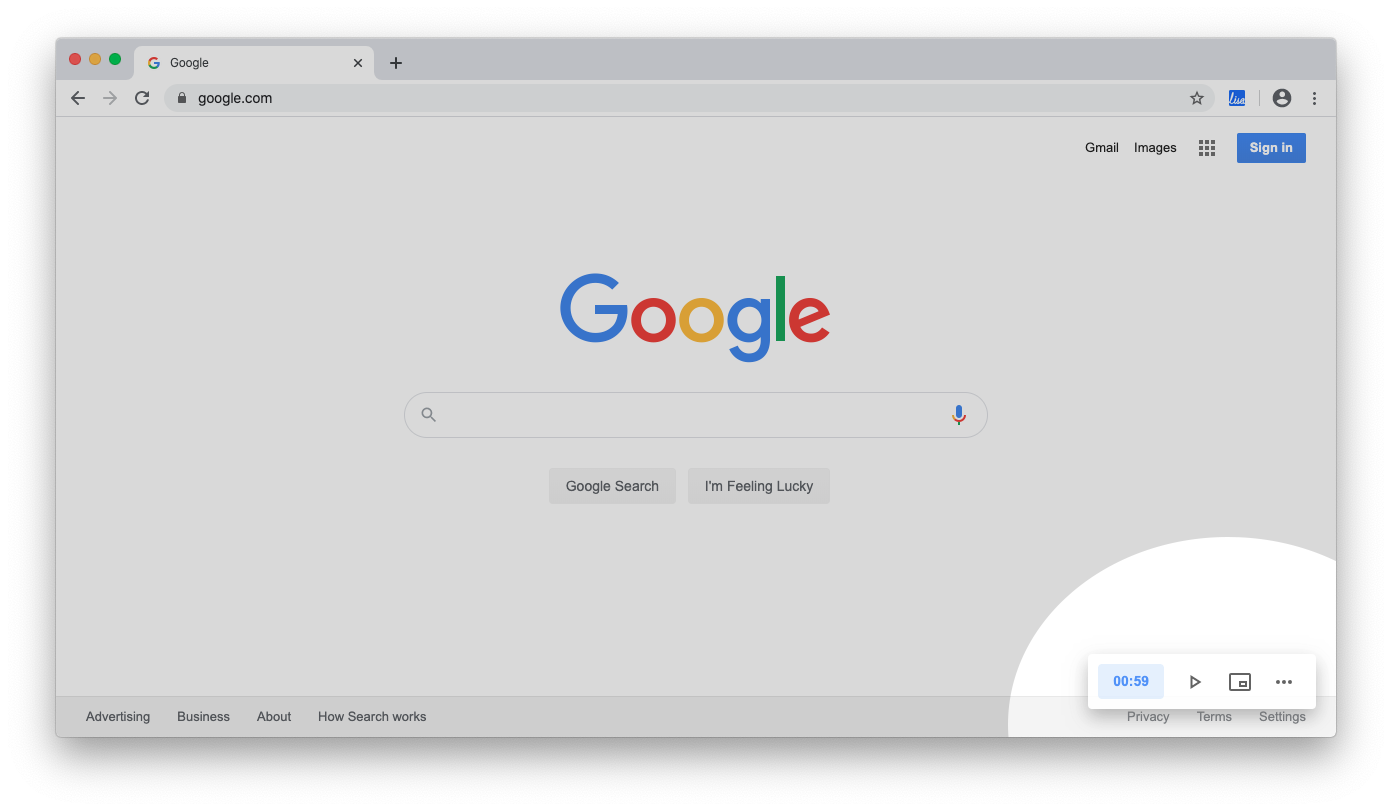 Google
google.com
live
Gmail Images Sign in
Google
Google Search I'm Feeling Lucky
00:59
Advertising Business About How Search works Privacy Terms Settings